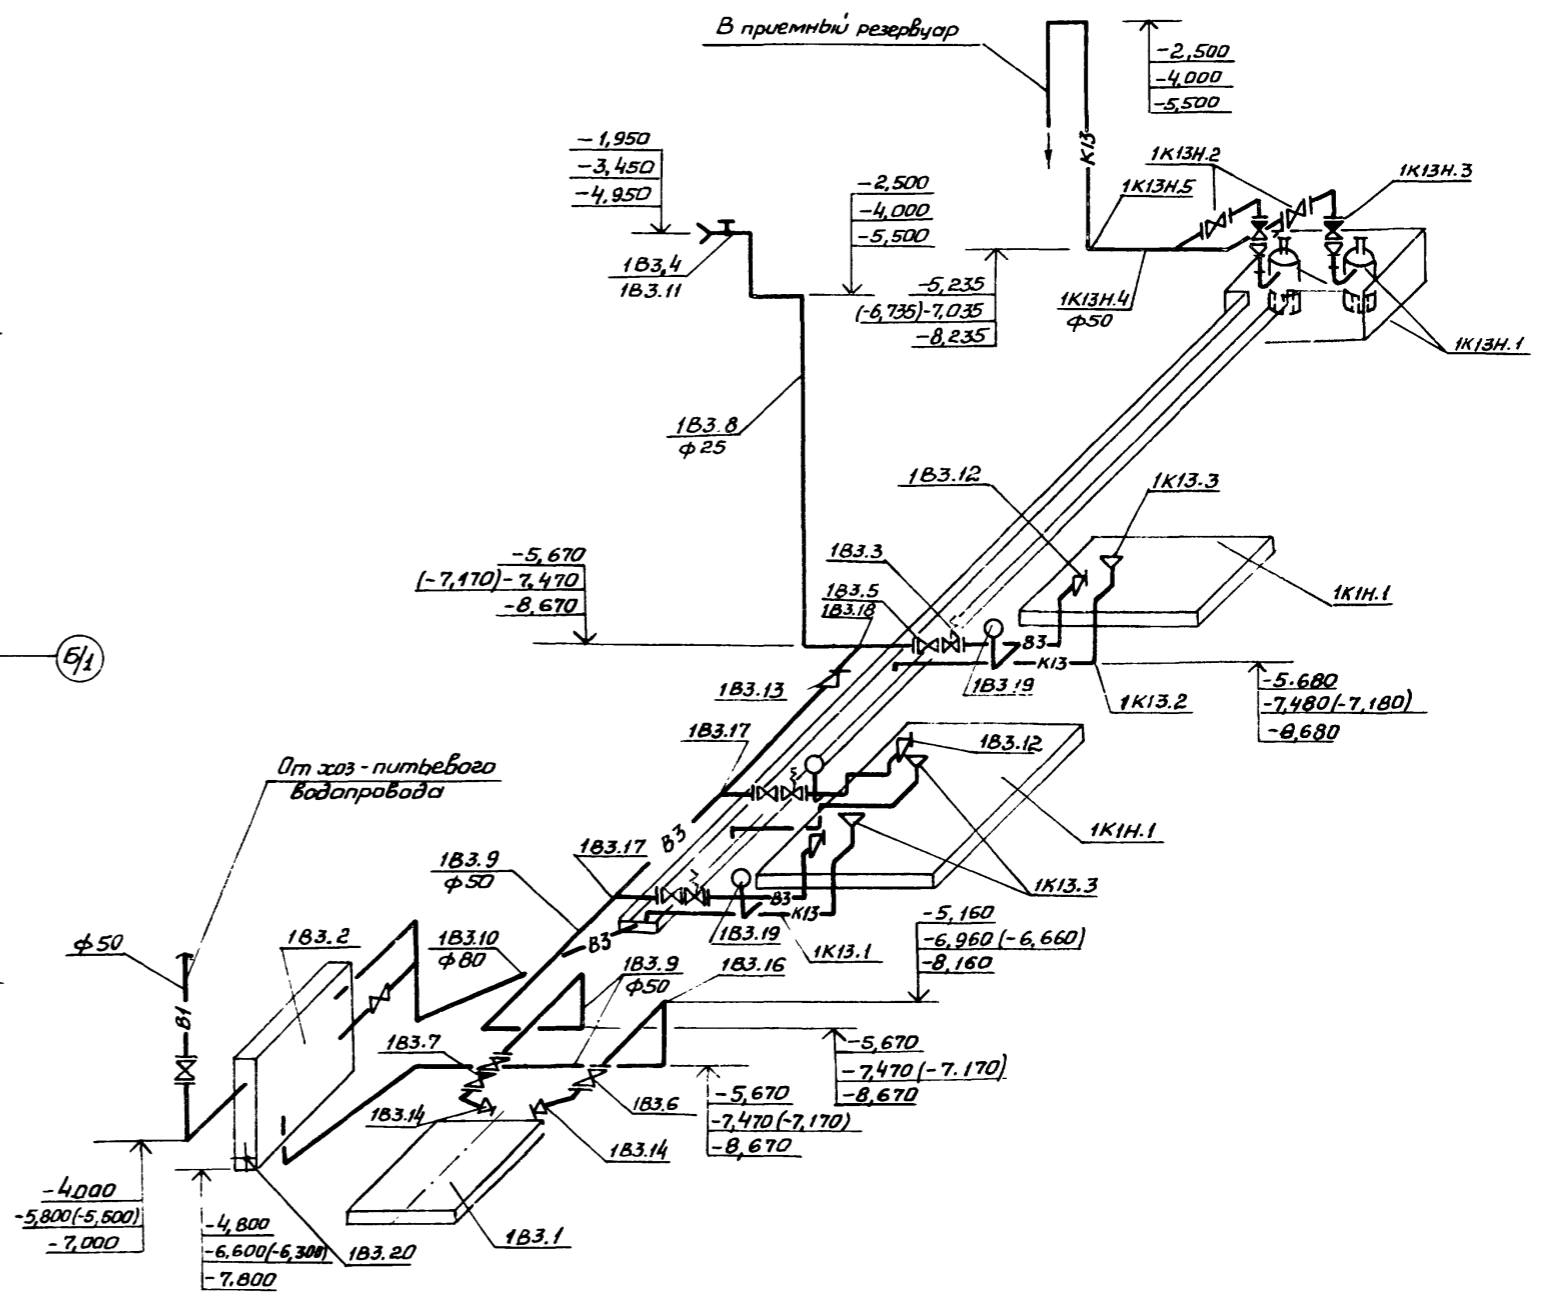 В приемный резервуар
-2,500
-4,000
-5,500
К13
-1,950
-3,450
-4,950
1В3,4
1В3.11
-2,500
-4,000
-5,500
1К13Н.2
1К13Н.5
1К13Н.3
-5,235
(-6,735)-7,035
-8,235
1К13Н.4
ф50
1К13Н.1
1В3.8
ф25
1В3.12
1К13.3
-5,670
(-7,170)-7,470
-8,670
1В3.3
1В3.5
1В3.18
1К1Н.1
Б/1
В3
К13
1В3.13
1В3.19
1К13.2
-5.680
-7,480(-7,180)
-8,680
1В3.17
1В3.12
От хоз-питьевого
водопровода
1К1Н.1
В3
1В3.17
1В3.9
ф50
1К13.3
В3
К13
-5,160
-6,960(-6,660)
-8,160
ф50
1В3.2
1В3.10
ф80
В3
1В3.19
1К13.1
1В3.9
ф50
1В3.16
В1
1В3.7
-5,670
-7,470(-7.170)
-8,670
1В3.14
1В3.6
-5,670
-7,470(-7,170)
-8,670
1В3.14
-4.000
-5,800(-5,500)
-7,000
-4,800
-6,600(-6,300)
-7.800
1В3.20
1В3.1